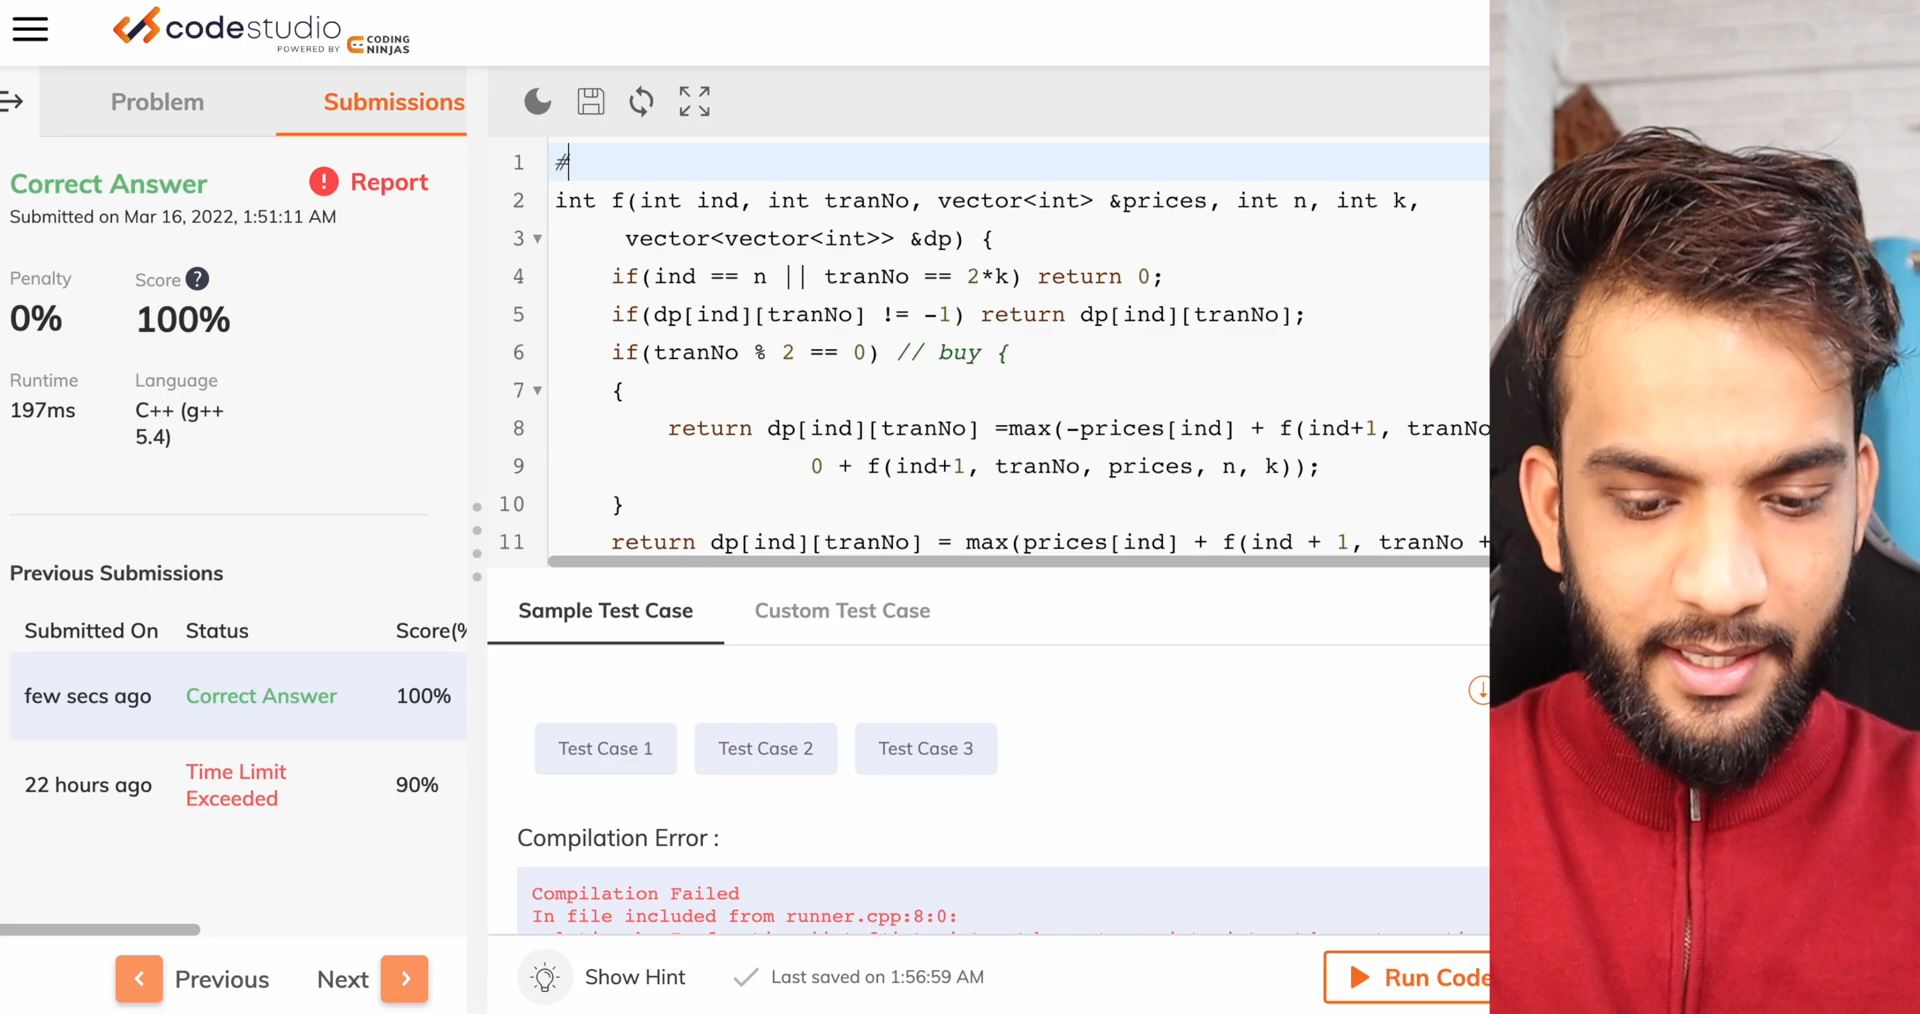 codestudio
POWERED BY CODING NINJAS
Problem
Submissions
Correct Answer
! Report
Submitted on Mar 16, 2022, 1:51:11 AM
Penalty
Score ?
0%
100%
Runtime
Language
197ms
C++ (g++ 5.4)
Previous Submissions
Submitted On Status Score(%
few secs ago Correct Answer 100%
22 hours ago Time Limit Exceeded 90%
Previous
Next
1 #
2 int f(int ind, int tranNo, vector<int> &prices, int n, int k,
3 vector<vector<int>> &dp) {
4 if(ind == n || tranNo == 2*k) return 0;
5 if(dp[ind][tranNo] != -1) return dp[ind][tranNo];
6 if(tranNo % 2 == 0) // buy {
7 {
8 return dp[ind][tranNo] =max(-prices[ind] + f(ind+1, tranNo
9 0 + f(ind+1, tranNo, prices, n, k));
10 }
11 return dp[ind][tranNo] = max(prices[ind] + f(ind + 1, tranNo +
Sample Test Case
Custom Test Case
Test Case 1
Test Case 2
Test Case 3
Compilation Error :
Compilation Failed
In file included from runner.cpp:8:0:
Show Hint
Last saved on 1:56:59 AM
Run Code